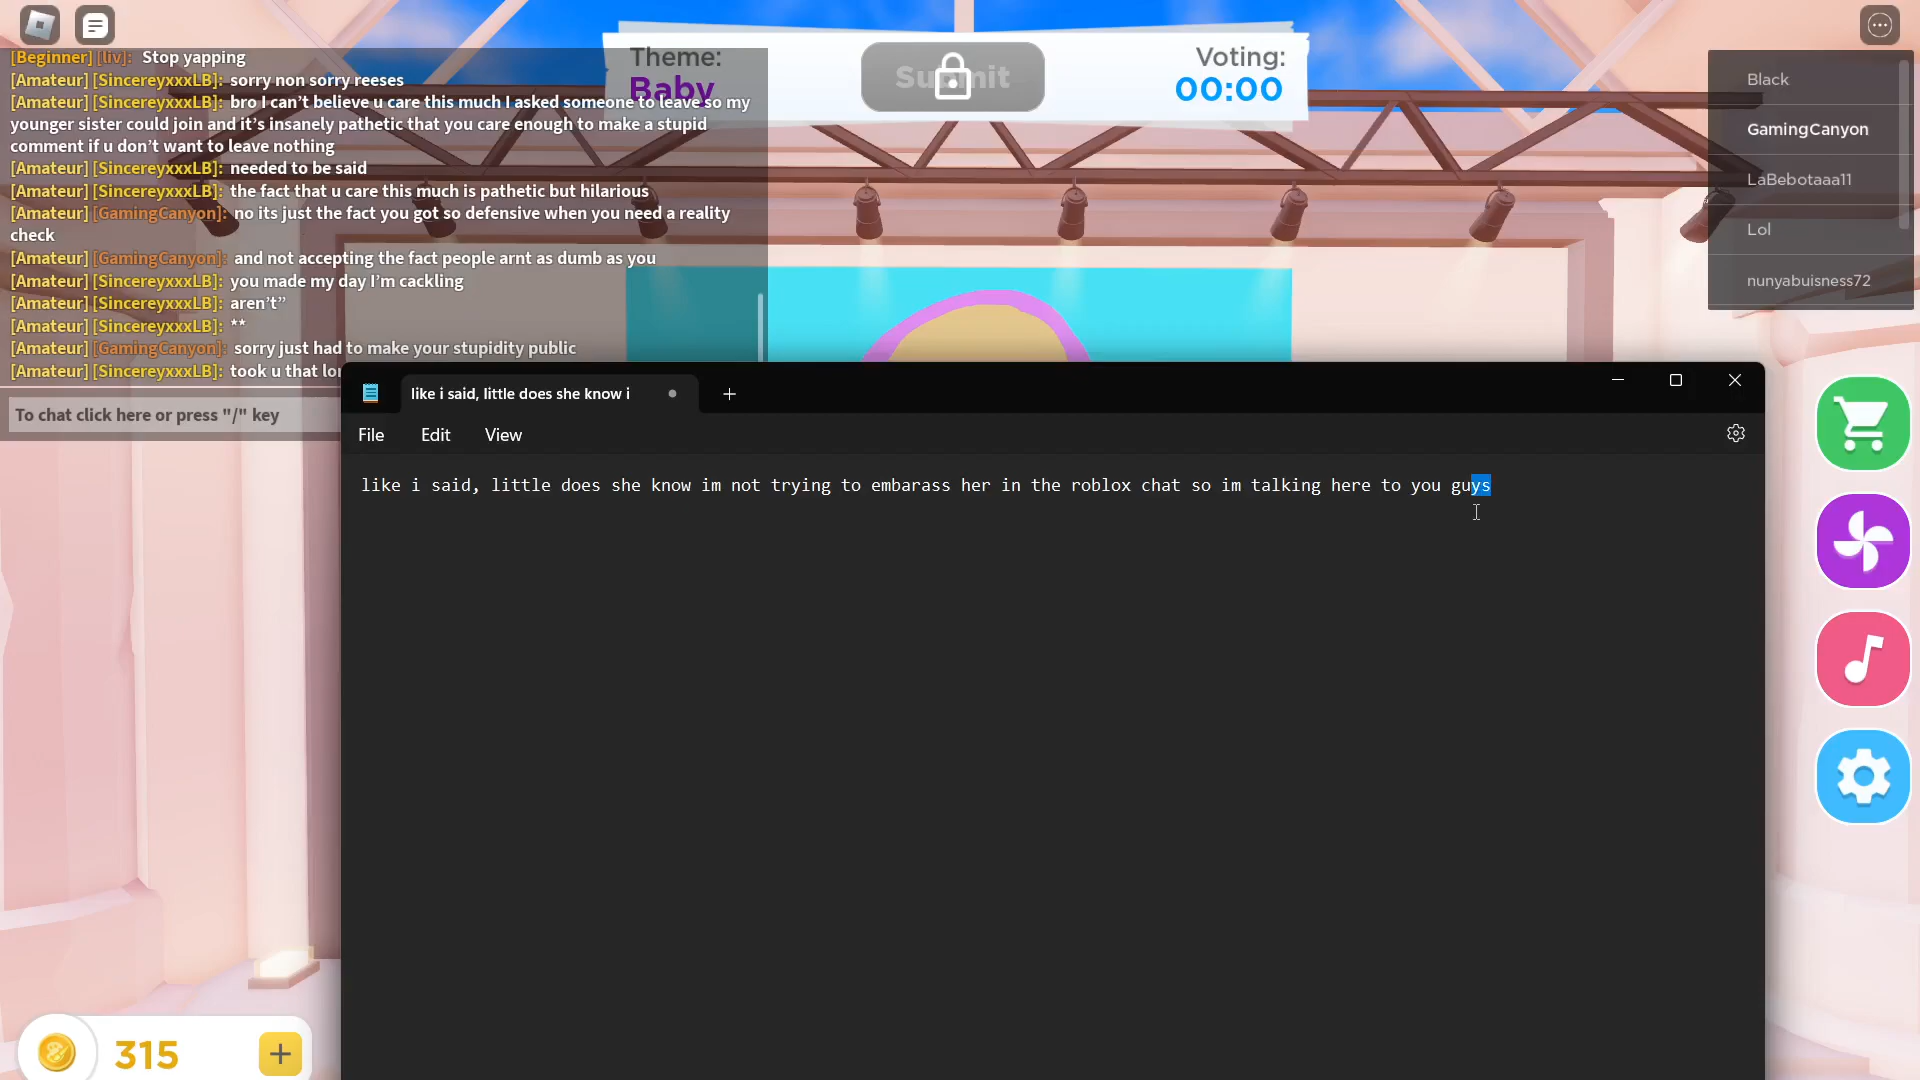 [Beginner] [liv]: Stop yapping
[Amateur] [SincereyxxxLB]: sorry non sorry reeses
[Amateur] [SincereyxxxLB]: bro I can’t believe u care this much I asked someone to leave so my
younger sister could join and it’s insanely pathetic that you care enough to make a stupid
comment if u don’t want to leave nothing
[Amateur] [SincereyxxxLB]: needed to be said
[Amateur] [SincereyxxxLB]: the fact that u care this much is pathetic but hilarious
[Amateur] [GamingCanyon]: no its just the fact you got so defensive when you need a reality
check
[Amateur] [GamingCanyon]: and not accepting the fact people arnt as dumb as you
[Amateur] [SincereyxxxLB]: you made my day I’m cackling
[Amateur] [SincereyxxxLB]: aren’t”
[Amateur] [SincereyxxxLB]: **
[Amateur] [GamingCanyon]: sorry just had to make your stupidity public
[Amateur] [SincereyxxxLB]: took u that
To chat click here or press "/" key
Theme:
Baby
Submit
Voting:
00:00
Black
GamingCanyon
LaBebotaaa11
Lol
nunyabuisness72
like i said, little does she know i
File Edit View
like i said, little does she know im not trying to embarass her in the roblox chat so im talking here to you guys
315